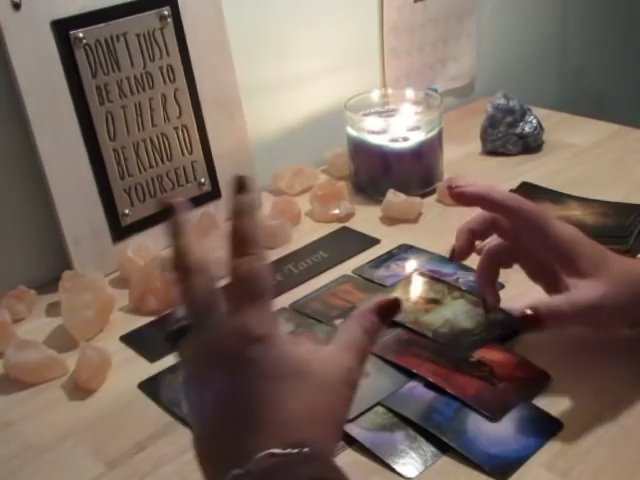 DON'T JUST
BE KIND TO
OTHERS
BE KIND TO
YOURSELF
Tarot